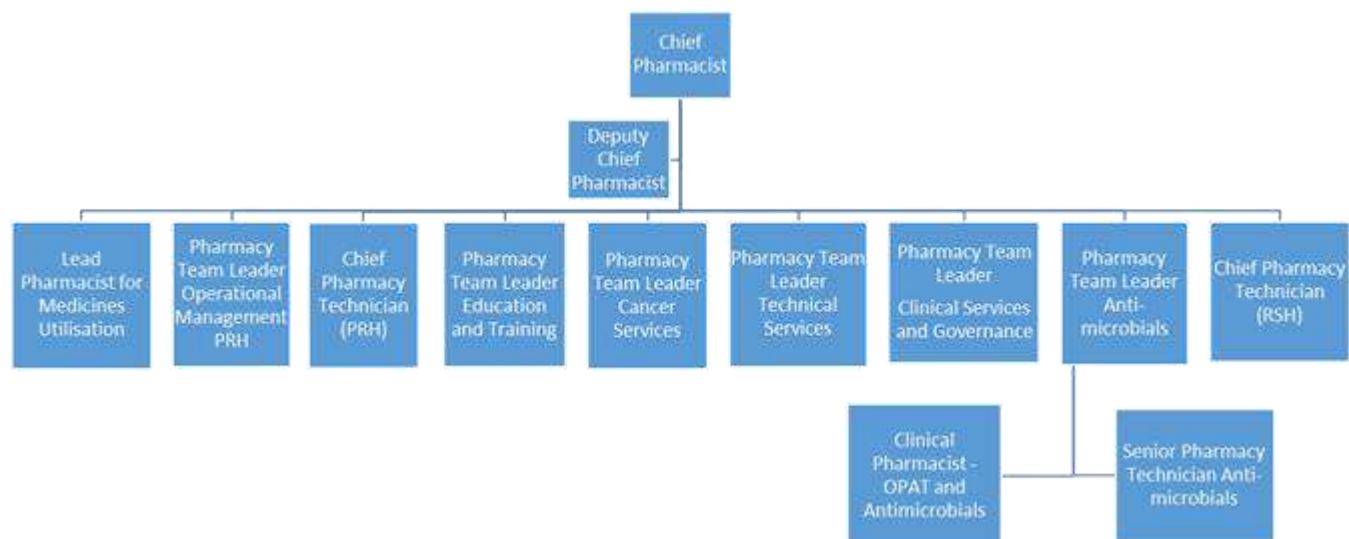 Chief
Pharmacist
Deputy
Chief
Pharmacist
Lead
Pharmacist for
Medicines
Utilisation
Pharmacy
Team Leader
Operational
Management
PRH
Chief
Pharmacy
Technician
(PRH)
Pharmacy
Team Leader
Education
and Training
Pharmacy
Team Leader
Cancer
Services
Pharmacy Team
Leader
Technical
Services
Pharmacy Team
Leader
Clinical Services
and Governance
Pharmacy
Team Leader
Anti-
microbials
Chief Pharmacy
Technician
(RSH)
Clinical
Pharmacist -
OPAT and
Antimicrobials
Senior Pharmacy
Technician Anti-
microbials